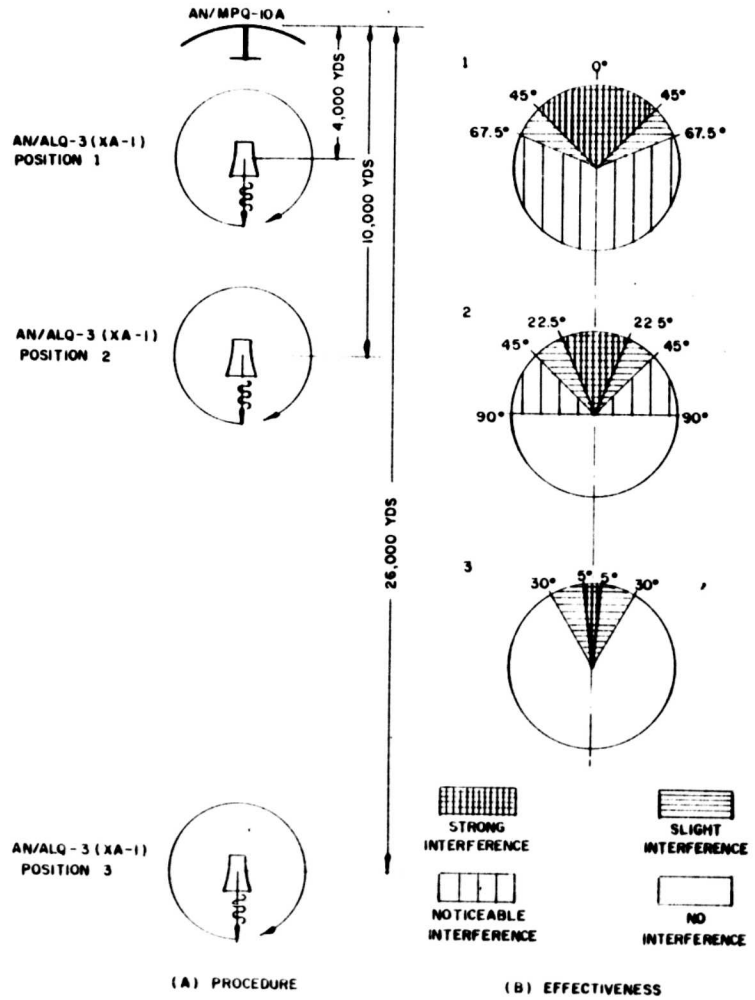 AN/MPQ-10A
4,000 YDS
10,000 YDS
26,000 YDS
AN/ALQ-3 (XA-1)
POSITION 1
AN/ALQ-3 (XA-1)
POSITION 2
AN/ALQ-3 (XA-1)
POSITION 3
(A) PROCEDURE
1
0°
45°
45°
67.5°
67.5°
2
22.5°
22.5°
45°
45°
90°
90°
3
30°
5°
5°
30°
STRONG
INTERFERENCE
SLIGHT
INTERFERENCE
NOTICEABLE
INTERFERENCE
NO
INTERFERENCE
(B) EFFECTIVENESS